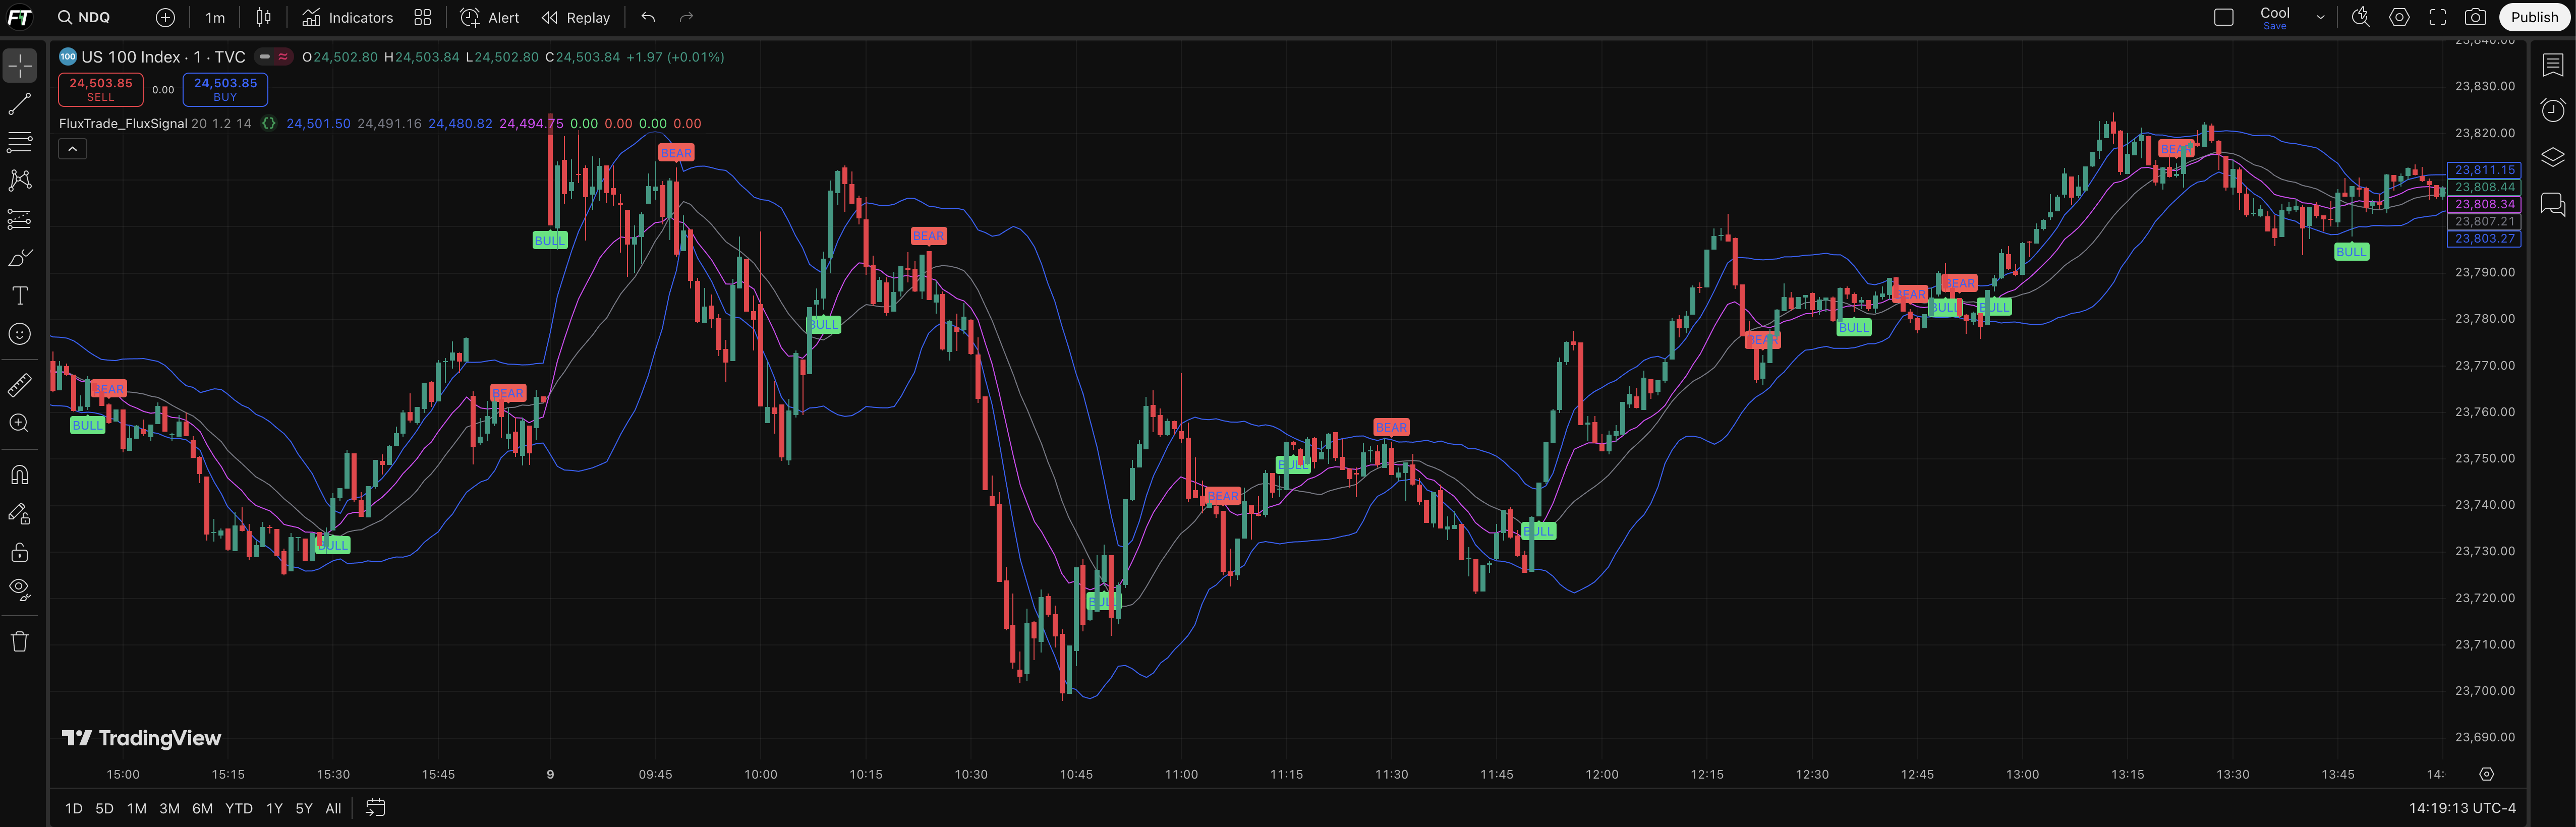 FT NDQ 1m Indicators Alert Replay Cool Save Publish
US 100 Index · 1 · TVC O24,502.80 H24,503.84 L24,502.80 C24,503.84 +1.97 (+0.01%)
24,503.85 SELL 0.00 24,503.85 BUY
FluxTrade_FluxSignal 20 1.2 14 24,501.50 24,491.16 24,480.82 24,494.75 0.00 0.00 0.00 0.00
BULL
BEAR
BULL
BEAR
BULL
BEAR
BULL
BEAR
BULL
BEAR
BULL
BEAR
BULL
BEAR
BULL
BEAR
BULL
BEAR
BULL
BEAR
BULL
23,840.00
23,830.00
23,820.00
23,811.15
23,808.44
23,808.34
23,807.21
23,803.27
23,790.00
23,780.00
23,770.00
23,760.00
23,750.00
23,740.00
23,730.00
23,720.00
23,710.00
23,700.00
23,690.00
TradingView
15:00 15:15 15:30 15:45 9 09:45 10:00 10:15 10:30 10:45 11:00 11:15 11:30 11:45 12:00 12:15 12:30 12:45 13:00 13:15 13:30 13:45 14:
1D 5D 1M 3M 6M YTD 1Y 5Y All 14:19:13 UTC-4